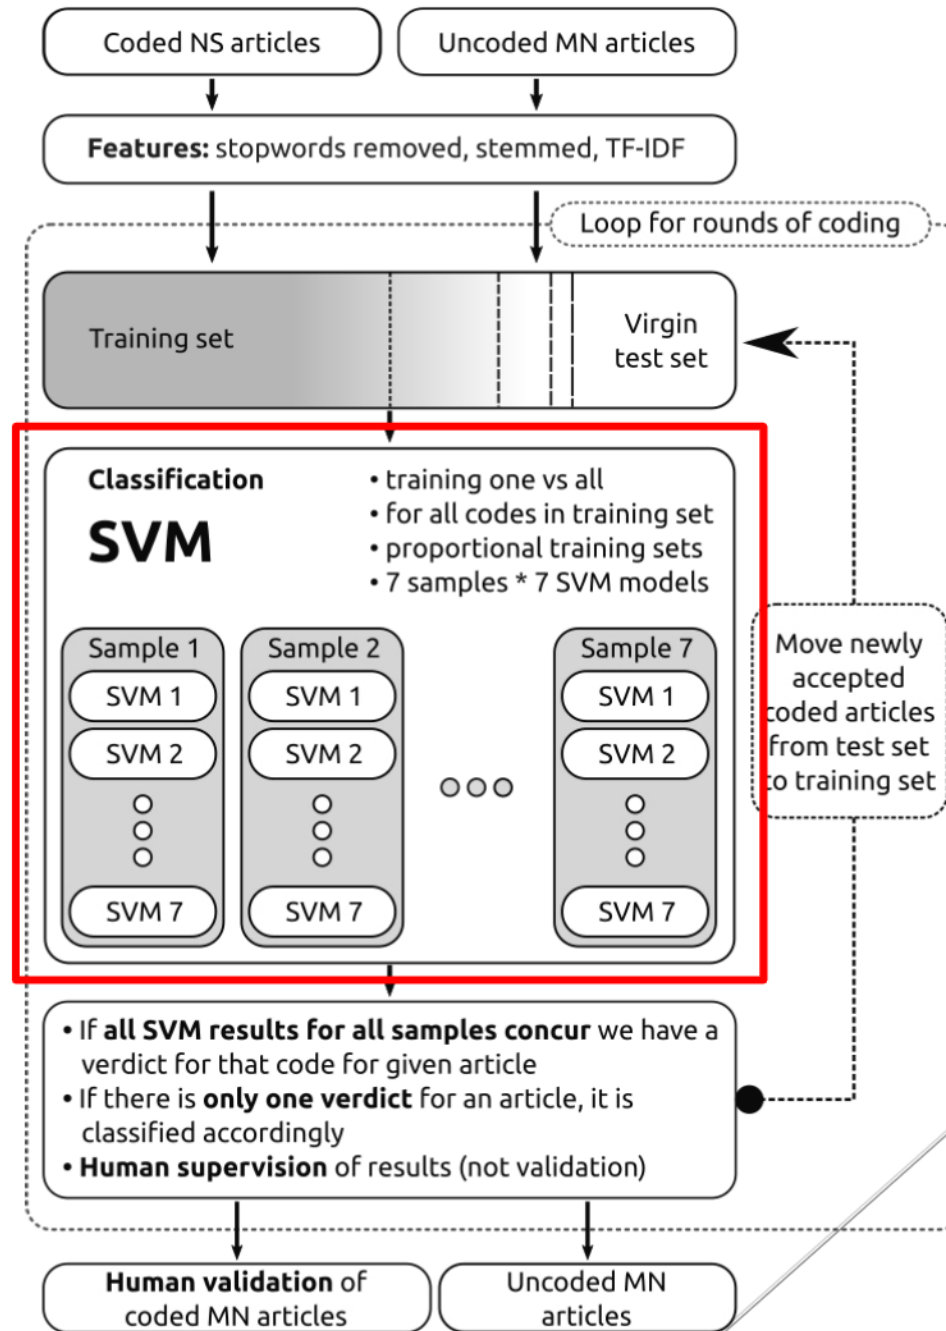 Coded NS articles
Uncoded MN articles
Features: stopwords removed, stemmed, TF-IDF
Loop for rounds of coding
Training set
Virgin
test set
Classification
SVM
• training one vs all
• for all codes in training set
• proportional training sets
• 7 samples * 7 SVM models
Sample 1
SVM 1
SVM 2
SVM 7
Sample 2
SVM 1
SVM 2
SVM 7
Sample 7
SVM 1
SVM 2
SVM 7
Move newly
accepted
coded articles
from test set
to training set
• If all SVM results for all samples concur we have a
verdict for that code for given article
• If there is only one verdict for an article, it is
classified accordingly
• Human supervision of results (not validation)
Human validation of
coded MN articles
Uncoded MN
articles